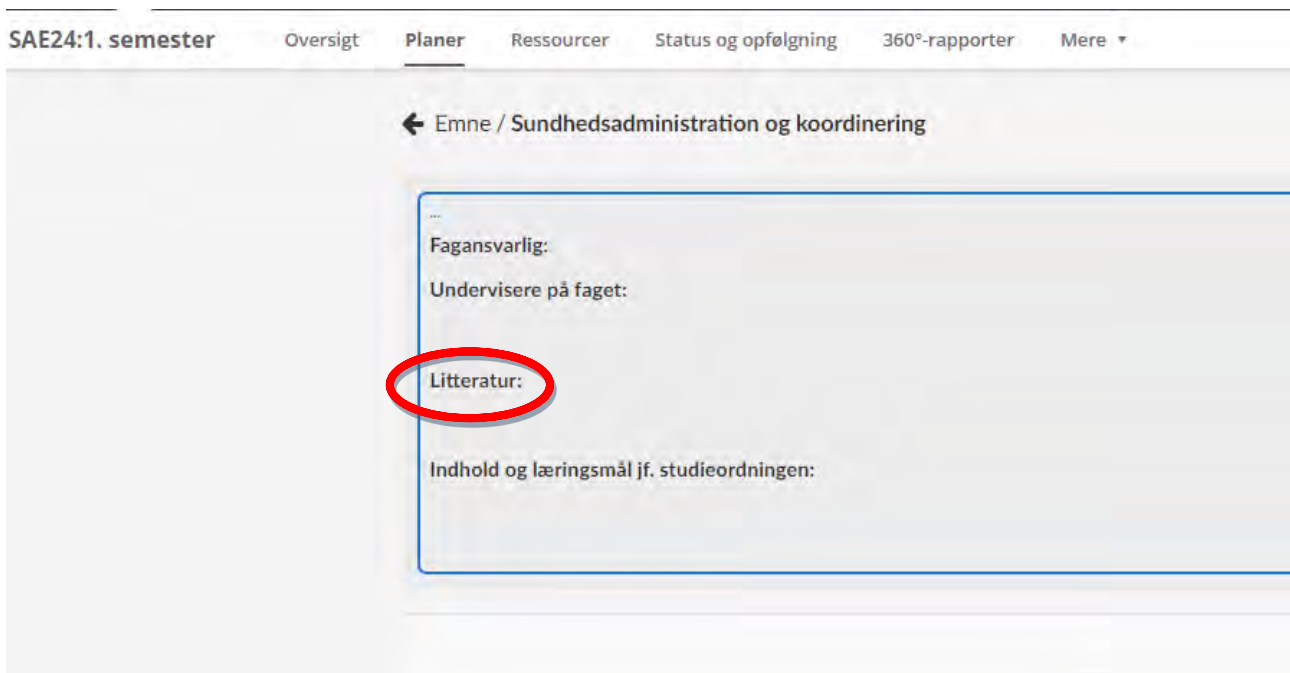 SAE24:1. semester Oversigt Planer Ressourcer Status og opfølgning 360°-rapporter Mere ▾
← Emne / Sundhedsadministration og koordinering
...
Fagansvarlig:
Undervisere på faget:
Litteratur:
Indhold og læringsmål jf. studieordningen: